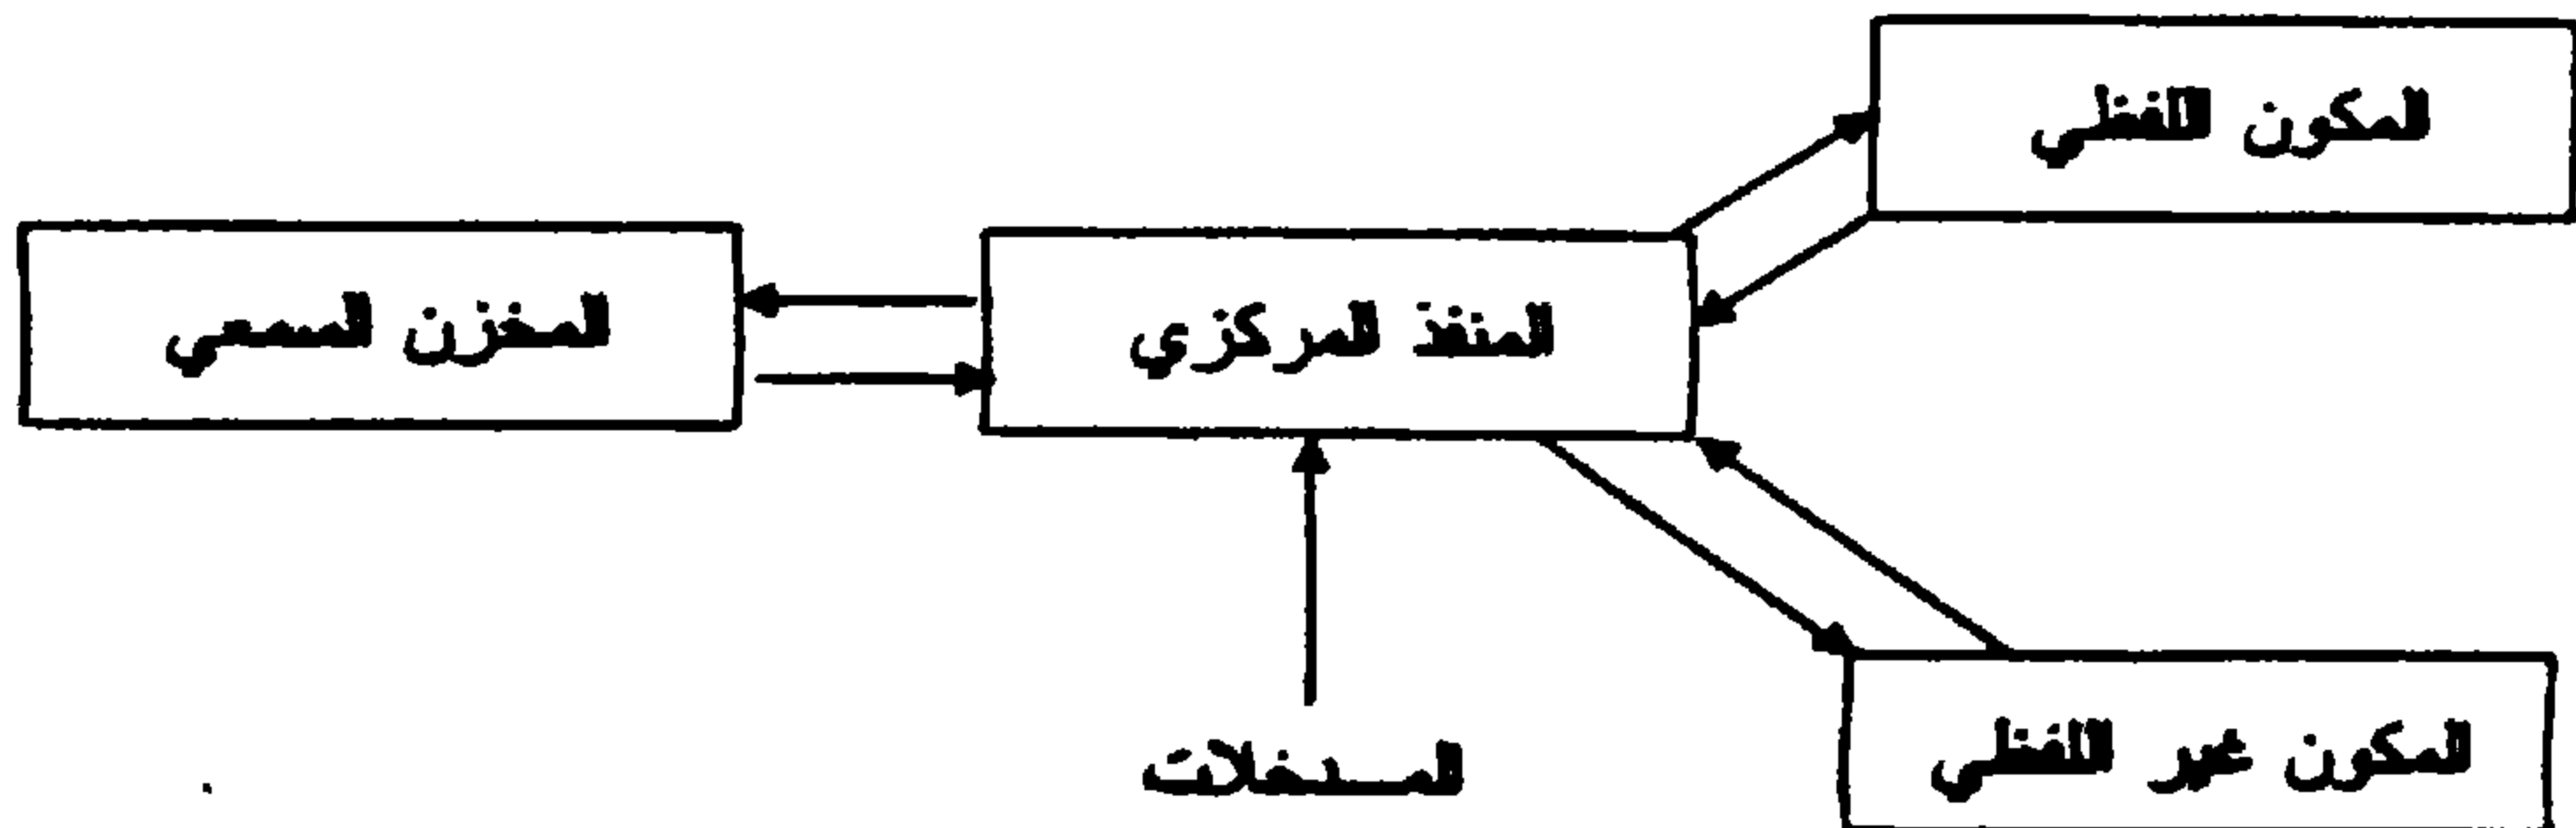 المكون اللفظي
المنفذ المركزي
المخزن السمعي
المكون غير اللفظي
المدخلات